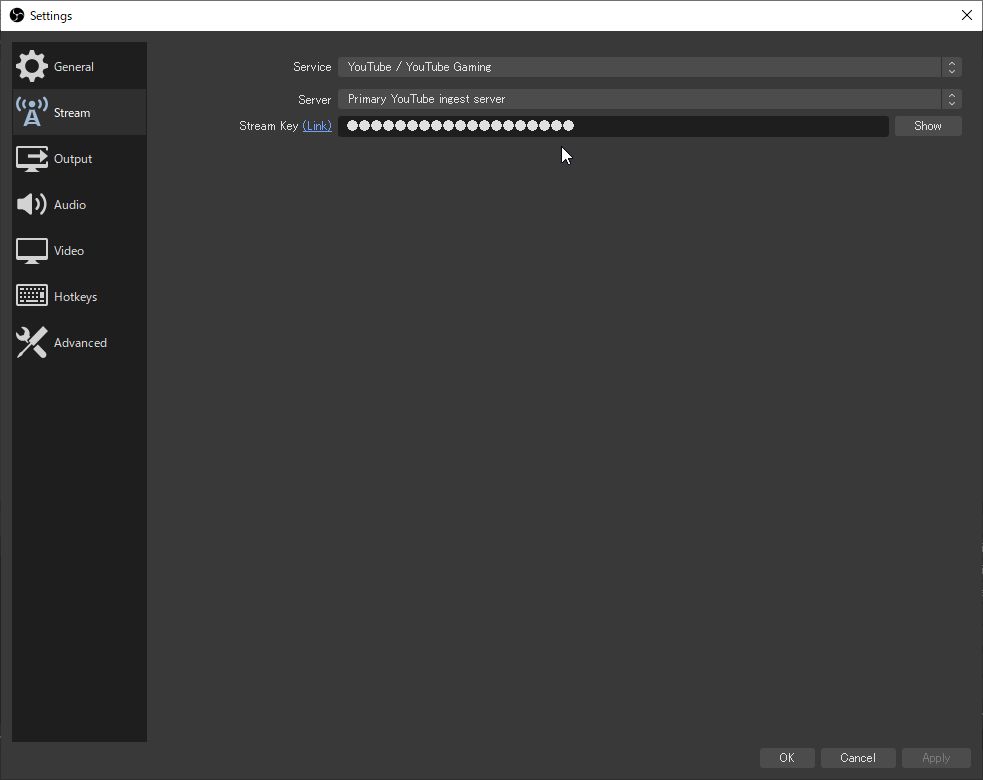 Settings
General
Stream
Output
Audio
Video
Hotkeys
Advanced
Service YouTube / YouTube Gaming
Server Primary YouTube ingest server
Stream Key (Link) ●●●●●●●●●●●●●●●●●●● Show
OK Cancel Apply